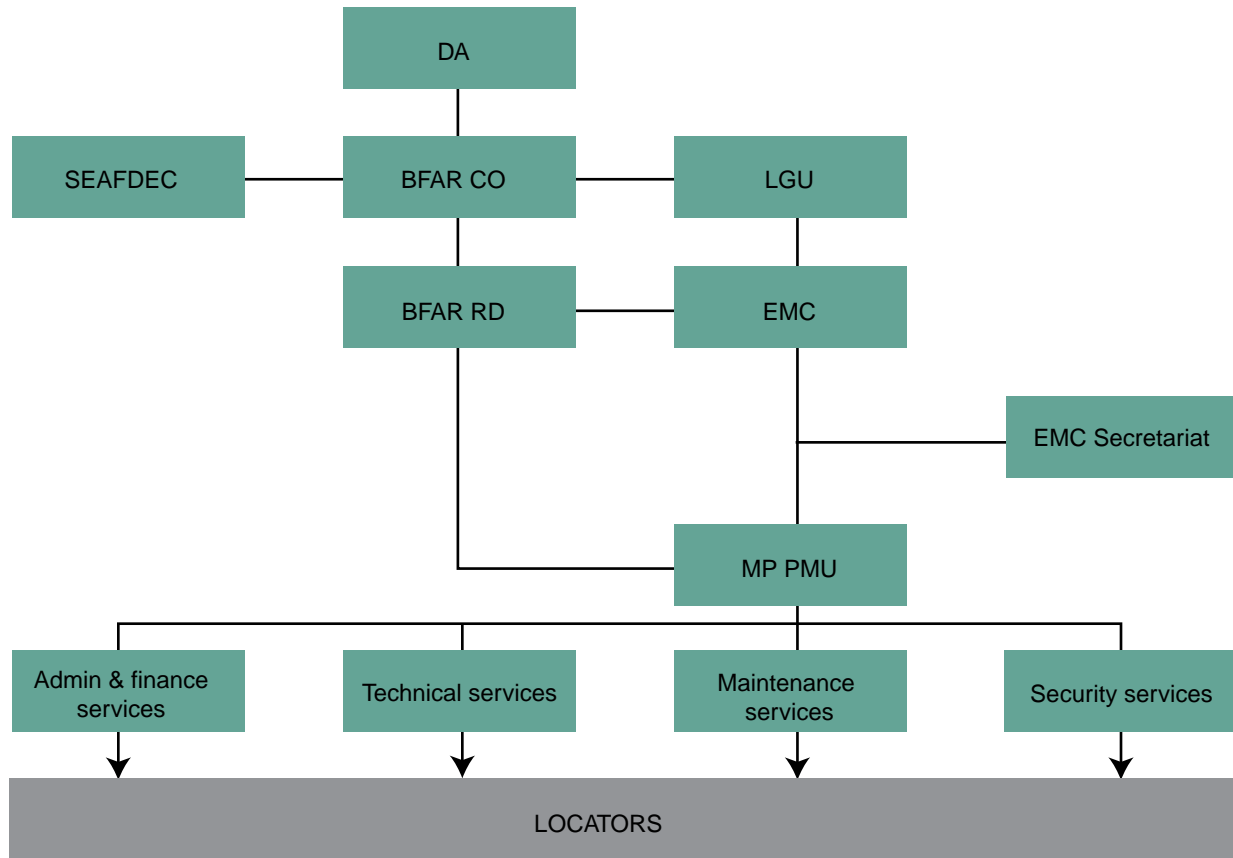 DA
SEAFDEC
BFAR CO
LGU
BFAR RD
EMC
EMC Secretariat
MP PMU
Admin & finance
services
Technical services
Maintenance
services
Security services
LOCATORS